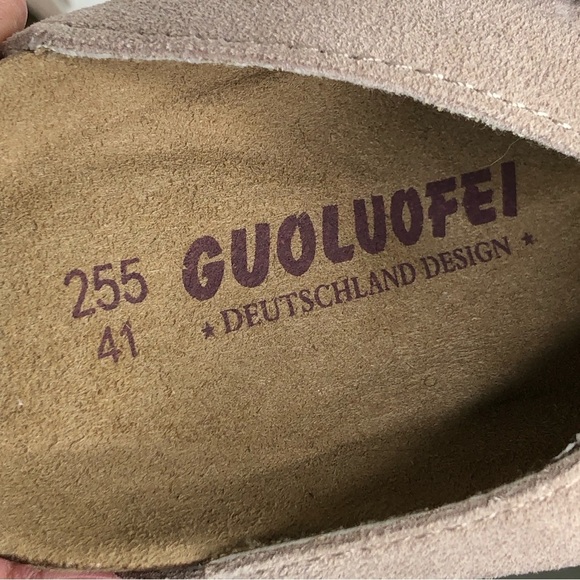 255 GUOLUOFEI
41 ★ DEUTSCHLAND DESIGN ★